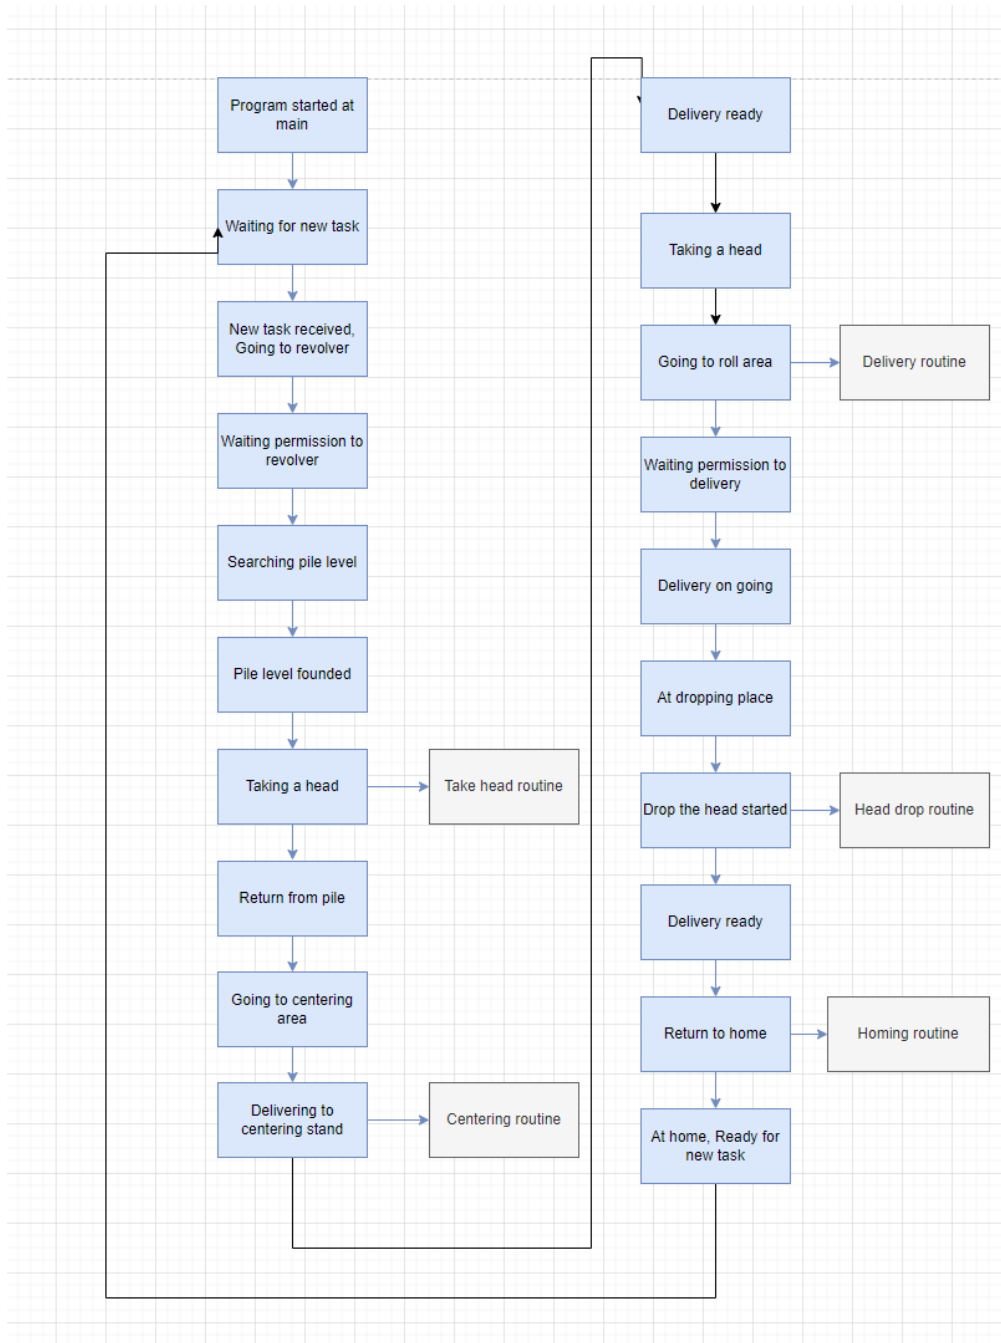 Program started at
main
Waiting for new task
New task received,
Going to revolver
Waiting permission to
revolver
Searching pile level
Pile level founded
Taking a head
Take head routine
Return from pile
Going to centering
area
Delivering to
centering stand
Centering routine
Delivery ready
Taking a head
Going to roll area
Delivery routine
Waiting permission to
delivery
Delivery on going
At dropping place
Drop the head started
Head drop routine
Delivery ready
Return to home
Homing routine
At home, Ready for
new task